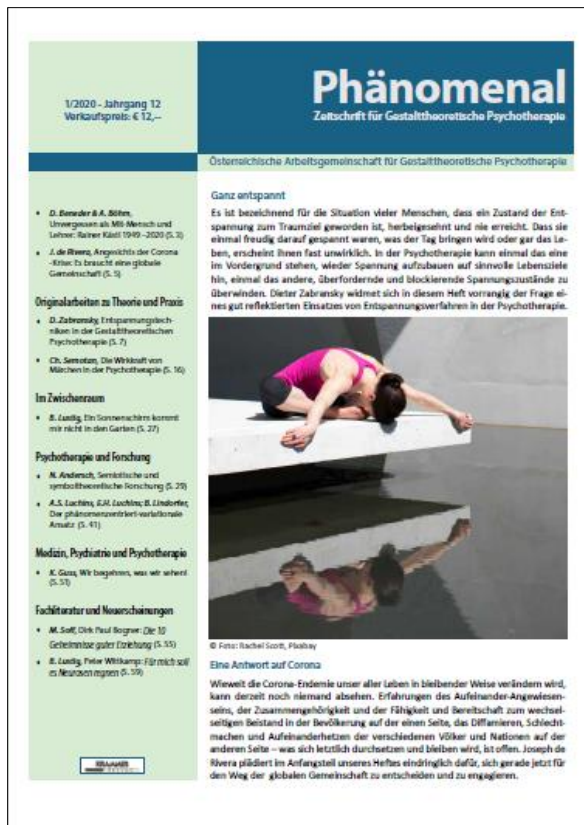 1/2020 - Jahrgang 12
Verkaufspreis: € 12,--
Phänomenal
Zeitschrift für Gestalttheoretische Psychotherapie
Österreichische Arbeitsgemeinschaft für Gestalttheoretische Psychotherapie
D. Beneder & A. Böhm,
Unvergessen als Mit-Mensch und
Lehrer: Rainer Kästl 1949 –2020 (S. 3)
J. de Rivera, Angesichts der Corona
-Krise: Es braucht eine globale
Gemeinschaft (S. 5)
Originalarbeiten zu Theorie und Praxis
D. Zabransky, Entspannungstech-
niken in der Gestalttheoretischen
Psychotherapie (S. 7)
Ch. Semotan, Die Wirkkraft von
Märchen in der Psychotherapie (S. 16)
Im Zwischenraum
B. Lustig, Ein Sonnenschirm kommt
mir nicht in den Garten (S. 27)
Psychotherapie und Forschung
N. Andersch, Semiotische und
symboltheoretische Forschung (S. 29)
A.S. Luchins, E.H. Luchins; B. Lindorfer,
Der phänomenzentriert-variationale
Ansatz (S. 41)
Medizin, Psychiatrie und Psychotherapie
K. Guss, Wir begehren, was wir sehen!
(S. 51)
Fachliteratur und Neuerscheinungen
M. Soff, Dirk Paul Bogner: Die 10
Geheimnisse guter Erziehung (S. 55)
B. Lustig, Peter Wittkamp: Für mich soll
es Neurosen regnen (S. 59)
KRAMMER
Ganz entspannt
Es ist bezeichnend für die Situation vieler Menschen, dass ein Zustand der Ent-
spannung zum Traumziel geworden ist, herbeigesehnt und nie erreicht. Dass sie
einmal freudig darauf gespannt waren, was der Tag bringen wird oder gar das Le-
ben, erscheint ihnen fast unwirklich. In der Psychotherapie kann einmal das eine
im Vordergrund stehen, wieder Spannung aufzubauen auf sinnvolle Lebensziele
hin, einmal das andere, überfordernde und blockierende Spannungszustände zu
überwinden. Dieter Zabransky widmet sich in diesem Heft vorrangig der Frage ei-
nes gut reflektierten Einsatzes von Entspannungsverfahren in der Psychotherapie.
© Foto: Rachel Scott, Pixabay
Eine Antwort auf Corona
Wieweit die Corona-Endemie unser aller Leben in bleibender Weise verändern wird,
kann derzeit noch niemand absehen. Erfahrungen des Aufeinander-Angewiesen-
seins, der Zusammengehörigkeit und der Fähigkeit und Bereitschaft zum wechsel-
seitigen Beistand in der Bevölkerung auf der einen Seite, das Diffamieren, Schlecht-
machen und Aufeinanderhetzen der verschiedenen Völker und Nationen auf der
anderen Seite – was sich letztlich durchsetzen und bleiben wird, ist offen. Joseph de
Rivera plädiert im Anfangsteil unseres Heftes eindringlich dafür, sich gerade jetzt für
den Weg der globalen Gemeinschaft zu entscheiden und zu engagieren.